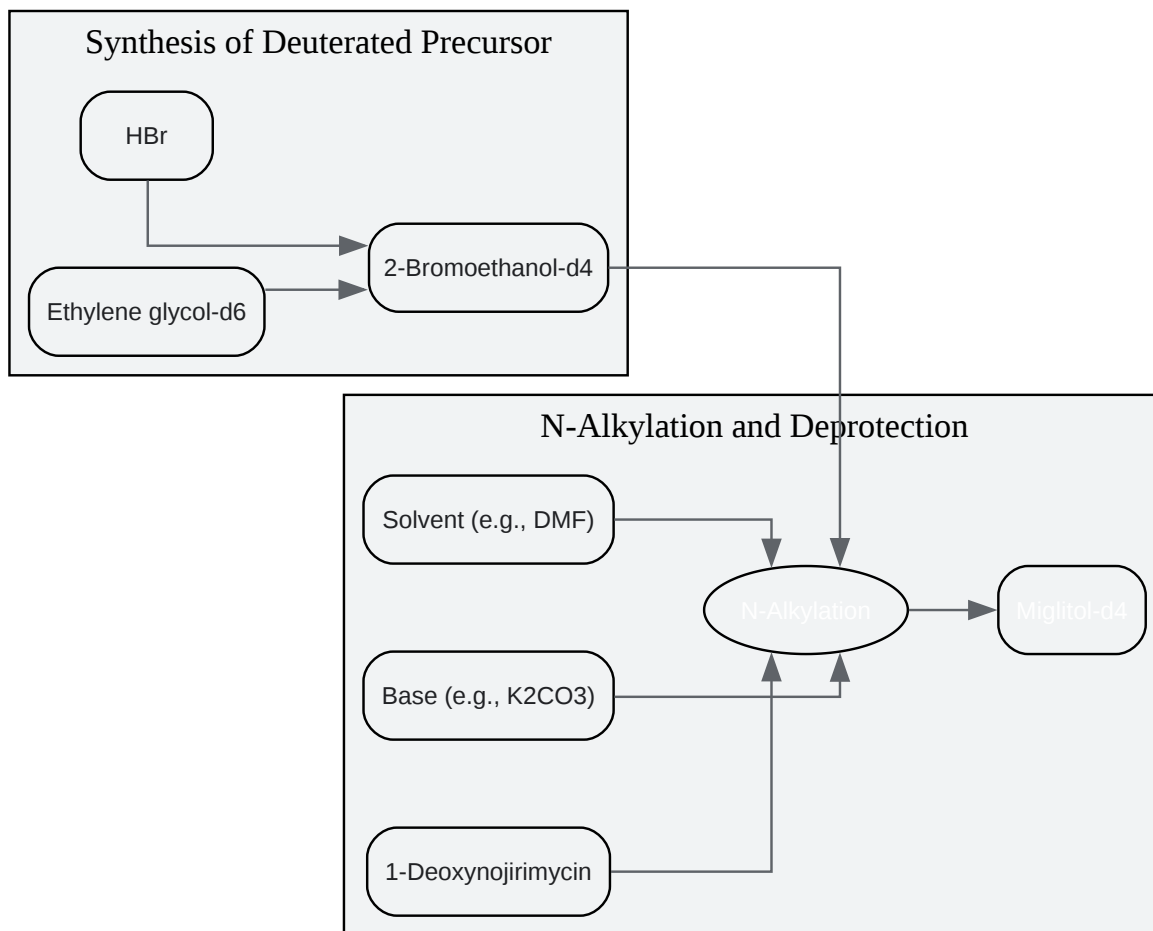 Synthesis of Deuterated Precursor
HBr
2-Bromoethanol-d4
Ethylene glycol-d6
N-Alkylation and Deprotection
Solvent (e.g., DMF)
N-Alkylation
Miglitol-d4
Base (e.g., K2CO3)
1-Deoxynojirimycin